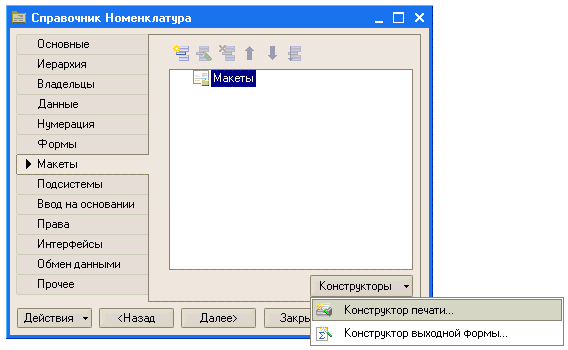 Справочник Номенклатура
Основные
Иерархия
Владельцы
Данные
Нумерация
Формы
Макеты
Подсистемы
Ввод на основании
Права
Интерфейсы
Обмен данными
Прочее
Макеты
Конструкторы
Конструктор печати...
Конструктор выходной формы...
Действия <Назад Далее> Закры